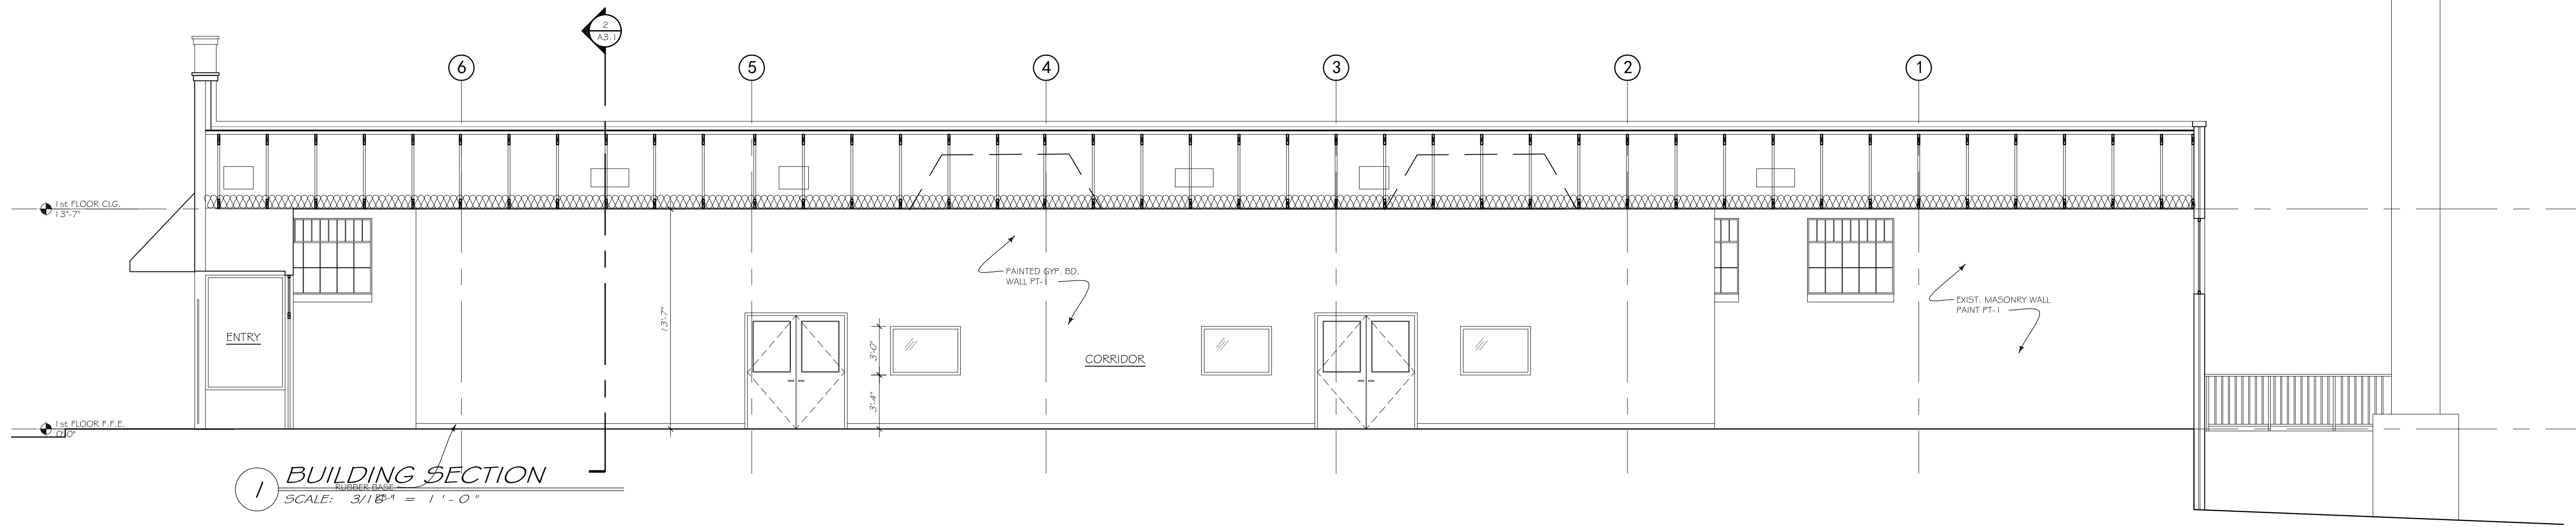 2
A3.1
6
5
4
3
2
1
1st FLOOR CLG.
13'-7"
PAINTED GYP. BD.
WALL PT-1
EXIST. MASONRY WALL
PAINT PT-1
13'-7"
3'-0"
3'-4"
ENTRY
CORRIDOR
1st FLOOR F.F.E.
0'-0"
1
BUILDING SECTION
RUBBER BASE
SCALE: 3/16" = 1'-0"